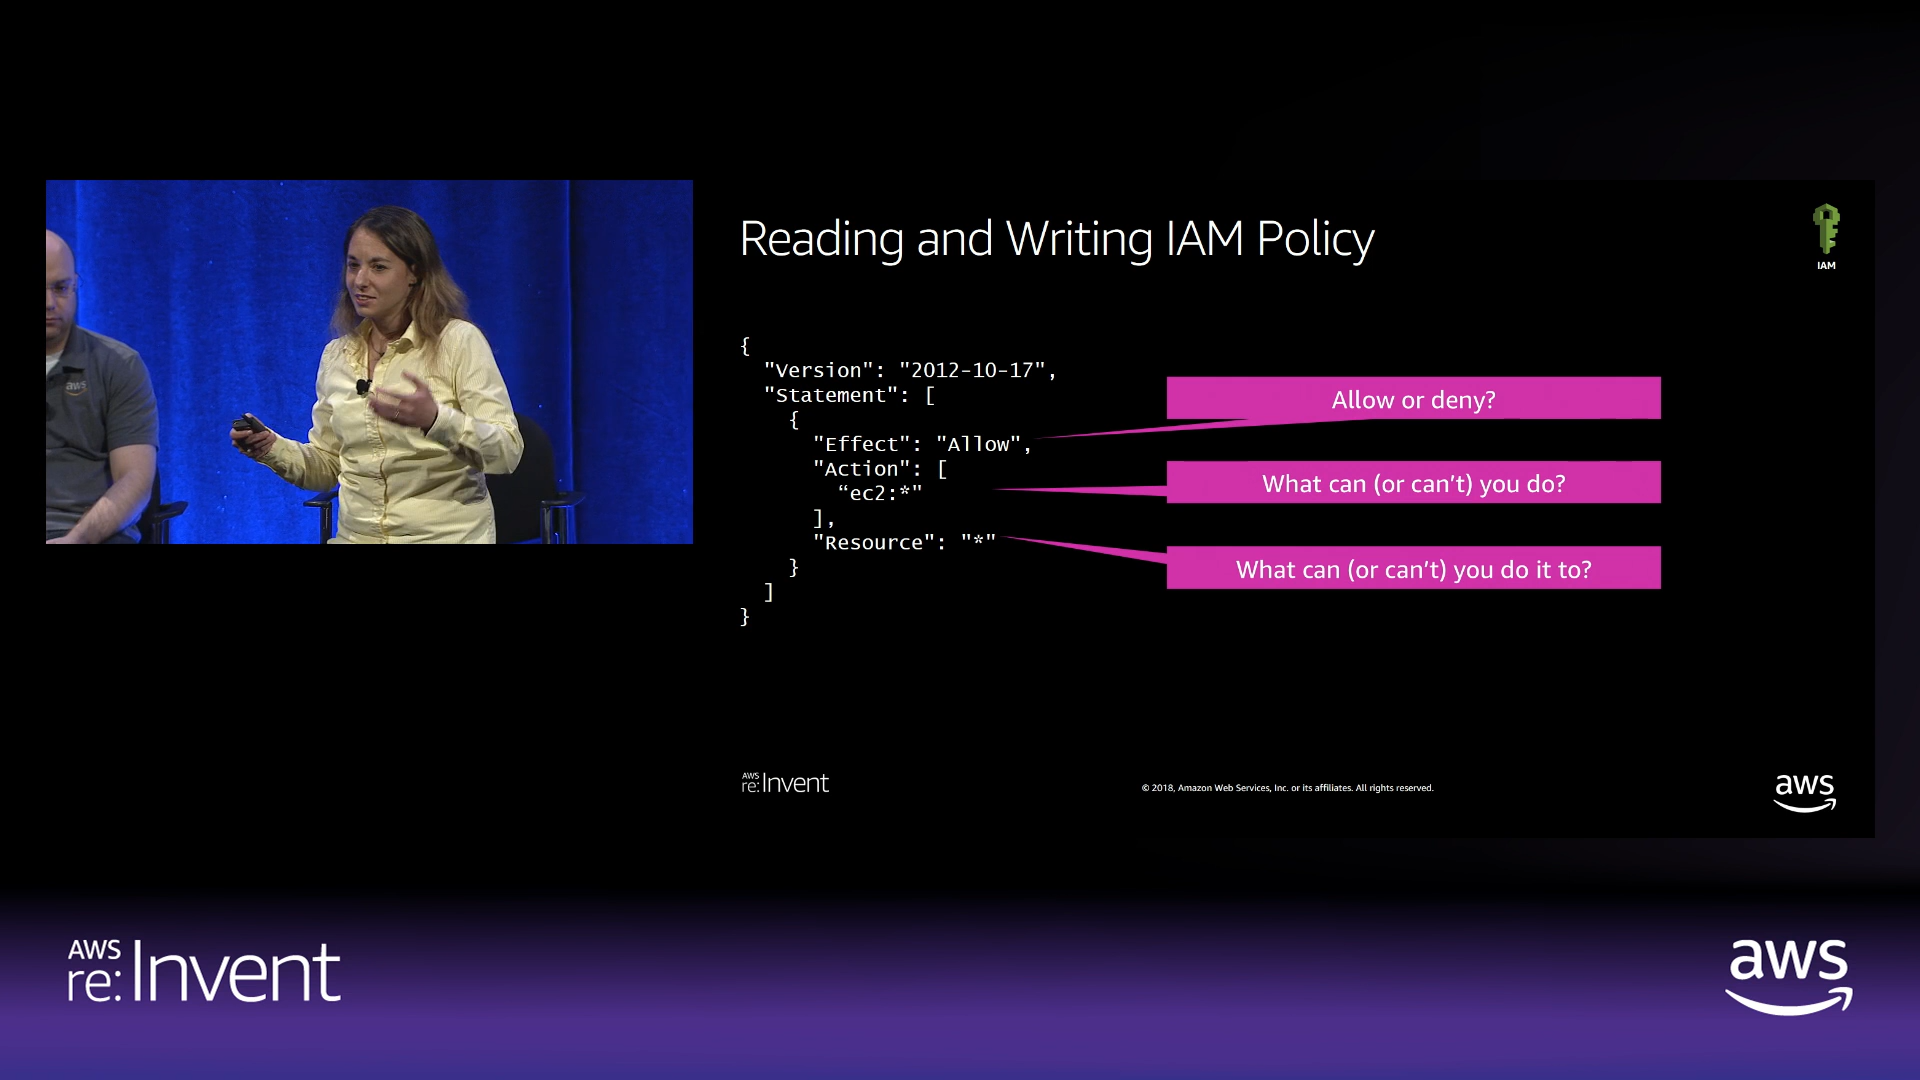 Reading and Writing IAM Policy
IAM
{
"Version": "2012-10-17",
"Statement": [
{
"Effect": "Allow",
"Action": [
“ec2:*"
],
"Resource": "*"
}
]
}
Allow or deny?
What can (or can’t) you do?
What can (or can’t) you do it to?
AWS
re:Invent
© 2018, Amazon Web Services, Inc. or its affiliates. All rights reserved.
aws
aws
AWS
re:Invent
aws